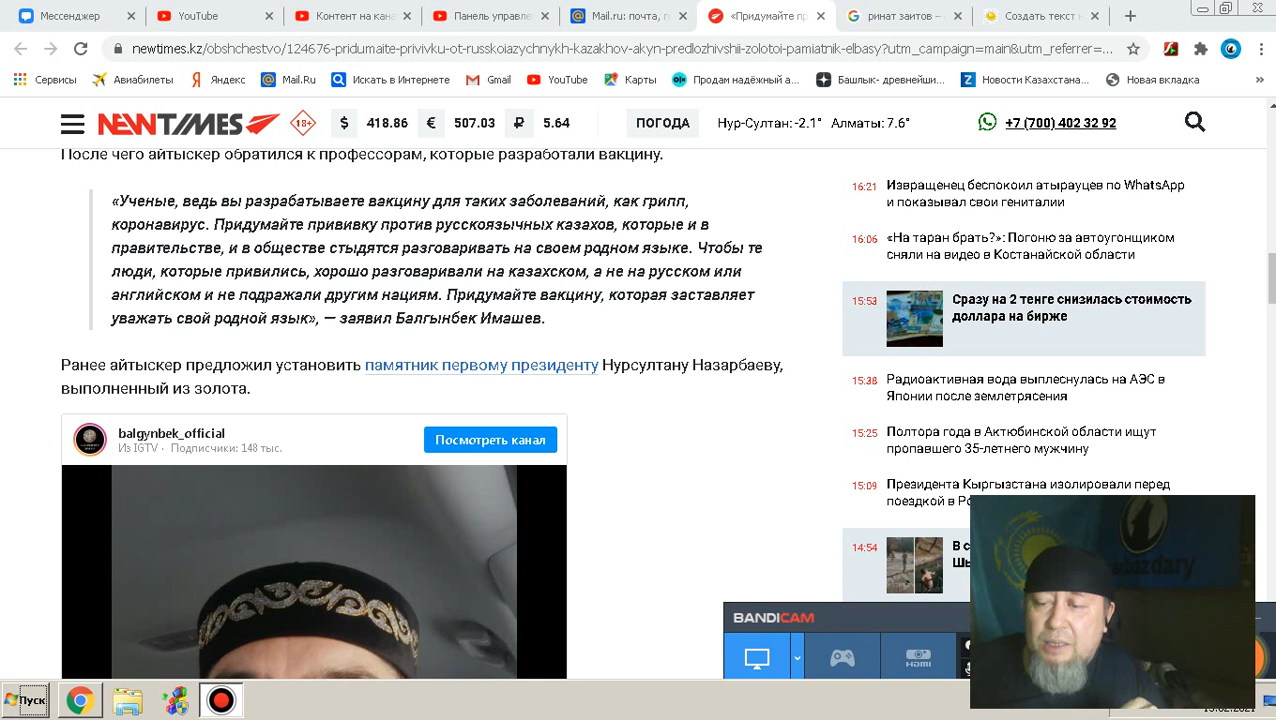 Мессенджер
YouTube
Контент на кана
Панель управле
Mail.ru: почта, п
«Придумайте пр
ринат заитов –
Создать текст н
newtimes.kz/obshchestvo/124676-pridumaite-privivku-ot-russkoiazychnykh-kazakhov-akyn-predlozhivshii-zolotoi-pamiatnik-elbasy?utm_campaign=main&utm_referrer=...
Сервисы
Авиабилеты
Яндекс
Mail.Ru
Искать в Интернете
Gmail
YouTube
Карты
Продам надёжный а...
Башлык- древнейши...
Новости Казахстана...
Новая вкладка
NEWTIMES
18+
$ 418.86 € 507.03 ₽ 5.64
ПОГОДА
Нур-Султан: -2.1° Алматы: 7.6°
+7 (700) 402 32 92
После чего айтыскер обратился к профессорам, которые разработали вакцину.
«Ученые, ведь вы разрабатываете вакцину для таких заболеваний, как грипп,
коронавирус. Придумайте прививку против русскоязычных казахов, которые и в
правительстве, и в обществе стыдятся разговаривать на своем родном языке. Чтобы те
люди, которые привились, хорошо разговаривали на казахском, а не на русском или
английском и не подражали другим нациям. Придумайте вакцину, которая заставляет
уважать свой родной язык», — заявил Балгынбек Имашев.
Ранее айтыскер предложил установить памятник первому президенту Нурсултану Назарбаеву,
выполненный из золота.
balgynbek_official
Из IGTV · Подписчики: 148 тыс.
Посмотреть канал
16:21 Извращенец беспокоил атырауцев по WhatsApp
и показывал свои гениталии
16:06 «На таран брать?»: Погоню за автоугонщиком
сняли на видео в Костанайской области
15:53 Сразу на 2 тенге снизилась стоимость
доллара на бирже
15:38 Радиоактивная вода выплеснулась на АЭС в
Японии после землетрясения
15:25 Полтора года в Актюбинской области ищут
пропавшего 35-летнего мужчину
15:09 Президента Кыргызстана изолировали перед
поездкой в Ро
14:54 В с
Шы
BANDICAM
HDMI
Пуск